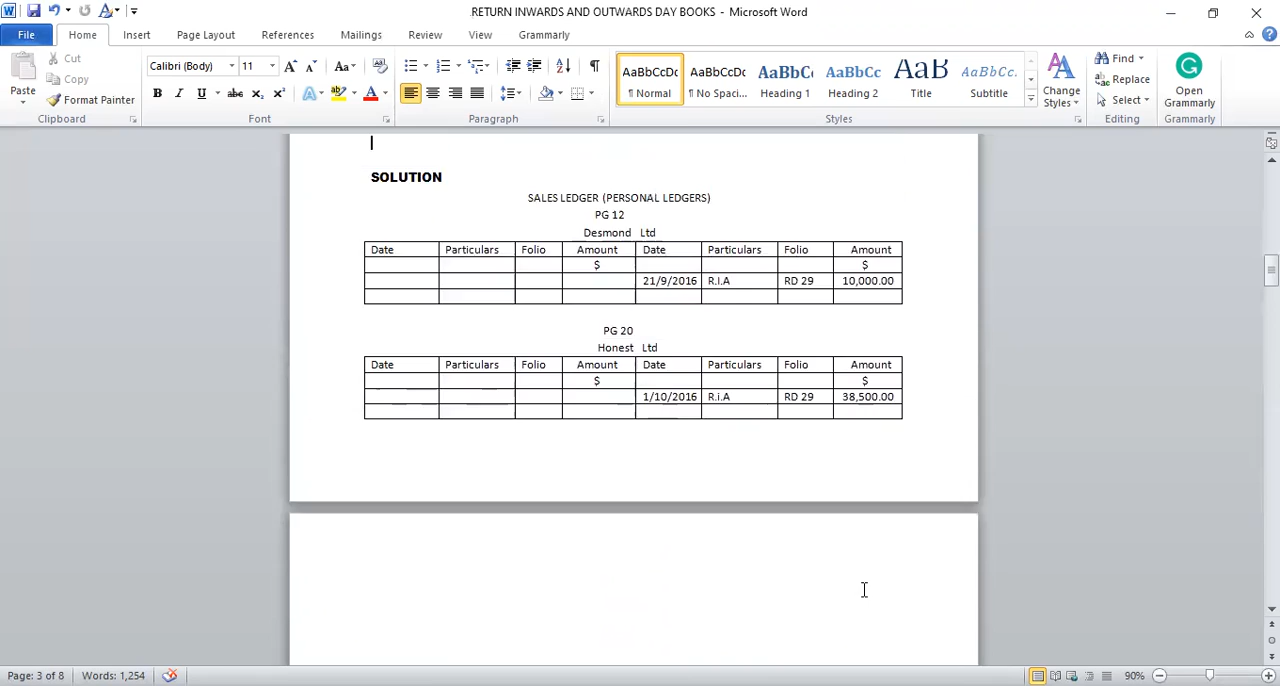 RETURN INWARDS AND OUTWARDS DAY BOOKS - Microsoft Word
File Home Insert Page Layout References Mailings Review View Grammarly
Paste
Cut
Copy
Format Painter
Clipboard
Calibri (Body) 11
Font
Paragraph
AaBbCcDc AaBbCcDc AaBbC( AaBbCc AaB AaBbCc.
¶ Normal ¶ No Spaci... Heading 1 Heading 2 Title Subtitle
Styles
Change
Styles
Find
Replace
Select
Editing
Open
Grammarly
Grammarly
SOLUTION
SALES LEDGER (PERSONAL LEDGERS)
PG 12
Desmond Ltd
Date Particulars Folio Amount Date Particulars Folio Amount
$ $
21/9/2016 R.I.A RD 29 10,000.00
PG 20
Honest Ltd
Date Particulars Folio Amount Date Particulars Folio Amount
$ $
1/10/2016 R.i.A RD 29 38,500.00
Page: 3 of 8 Words: 1,254 90%